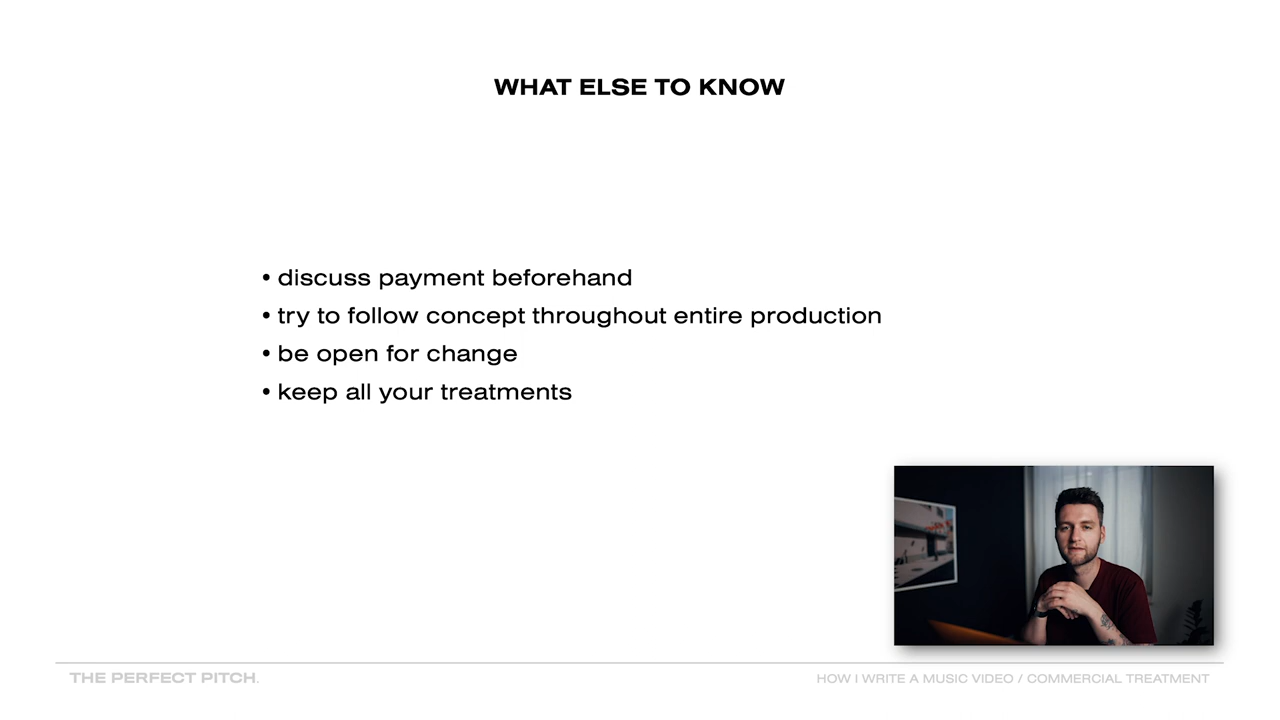 WHAT ELSE TO KNOW
• discuss payment beforehand
• try to follow concept throughout entire production
• be open for change
• keep all your treatments
THE PERFECT PITCH.
HOW I WRITE A MUSIC VIDEO / COMMERCIAL TREATMENT